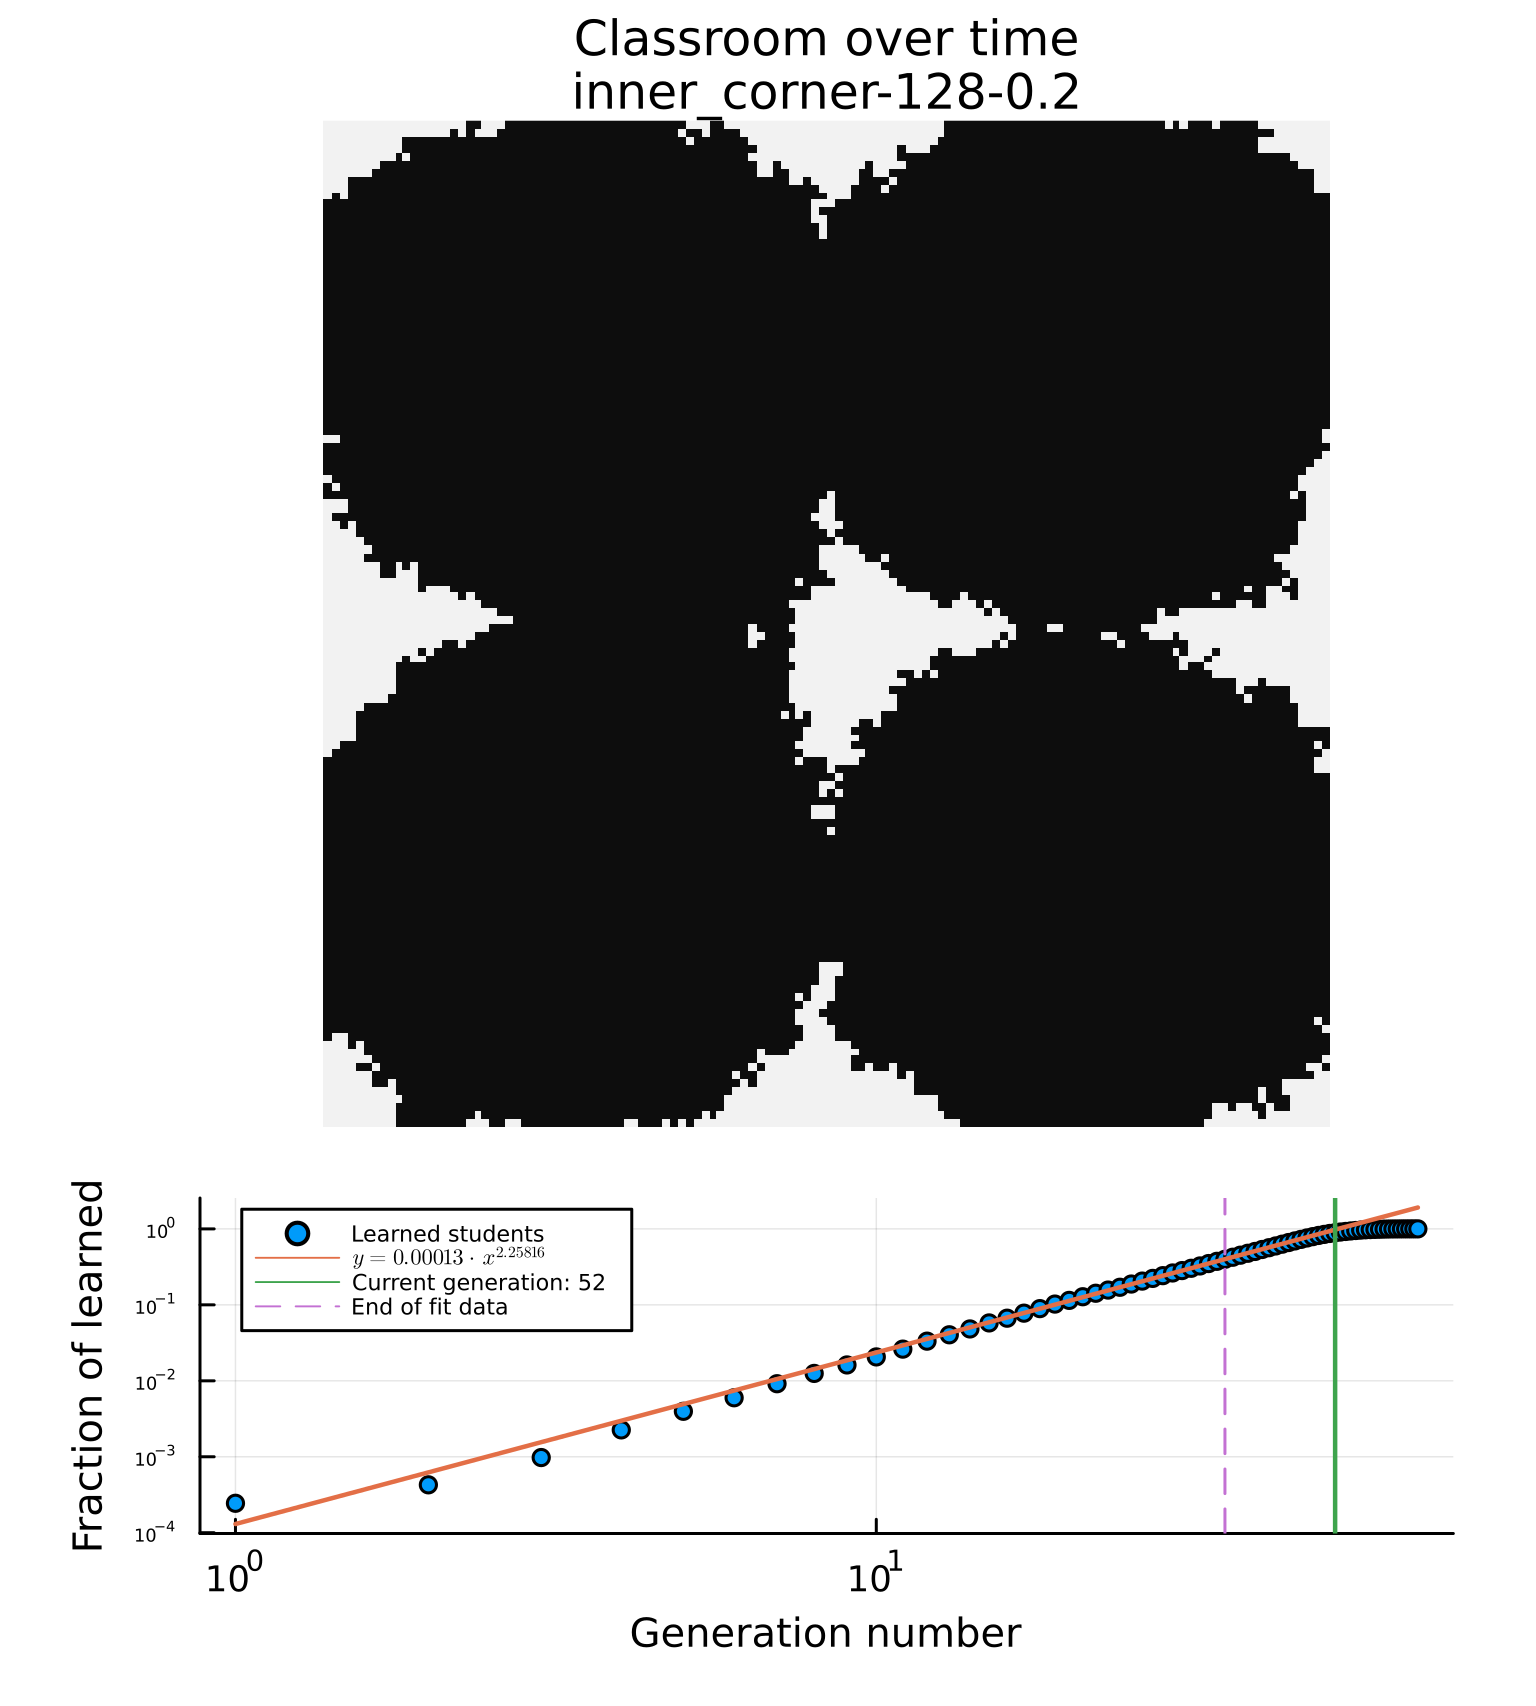 Classroom over time
inner_corner-128-0.2
Fraction of learned
10^0
10^-1
10^-2
10^-3
10^-4
Learned students
y = 0.00013 · x^2.25816
Current generation: 52
End of fit data
10^0
10^1
Generation number